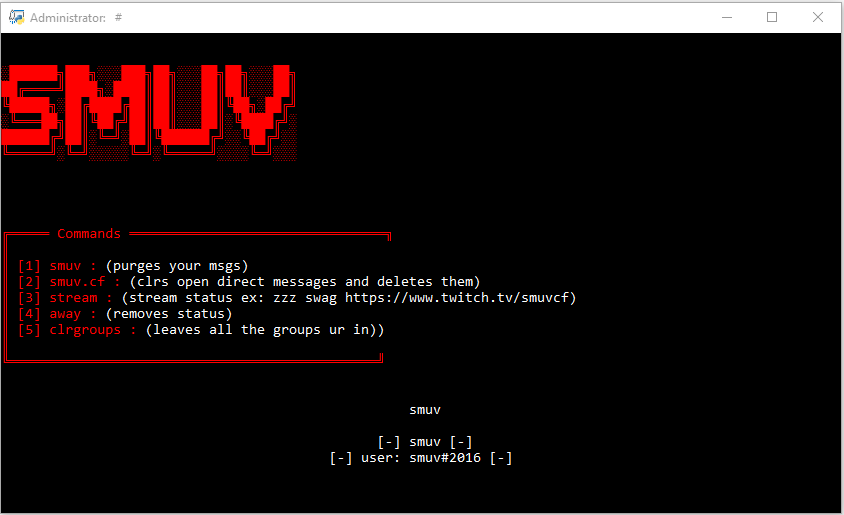 Administrator: #
SMUV
Commands
[1] smuv : (purges your msgs)
[2] smuv.cf : (clrs open direct messages and deletes them)
[3] stream : (stream status ex: zzz swag https://www.twitch.tv/smuvcf)
[4] away : (removes status)
[5] clrgroups : (leaves all the groups ur in))
smuv
[-] smuv [-]
[-] user: smuv#2016 [-]